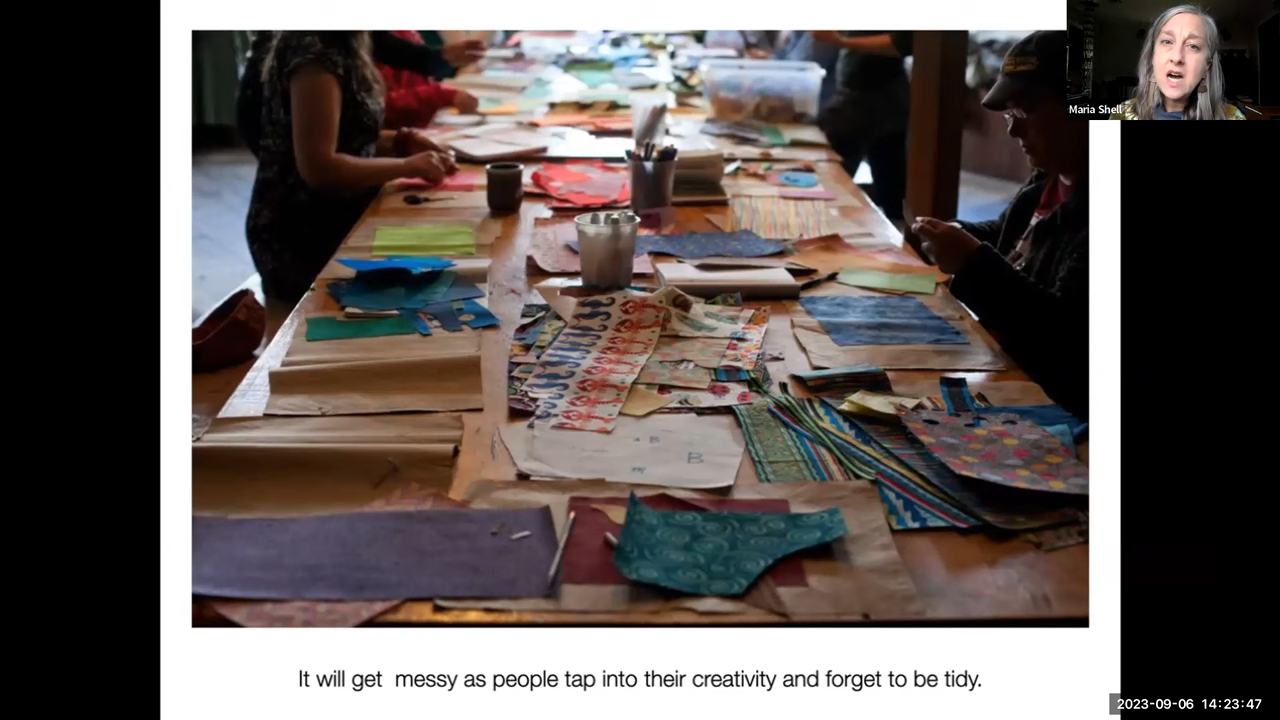 Maria Shell
B
B
It will get  messy as people tap into their creativity and forget to be tidy.
2023-09-06 14:23:47